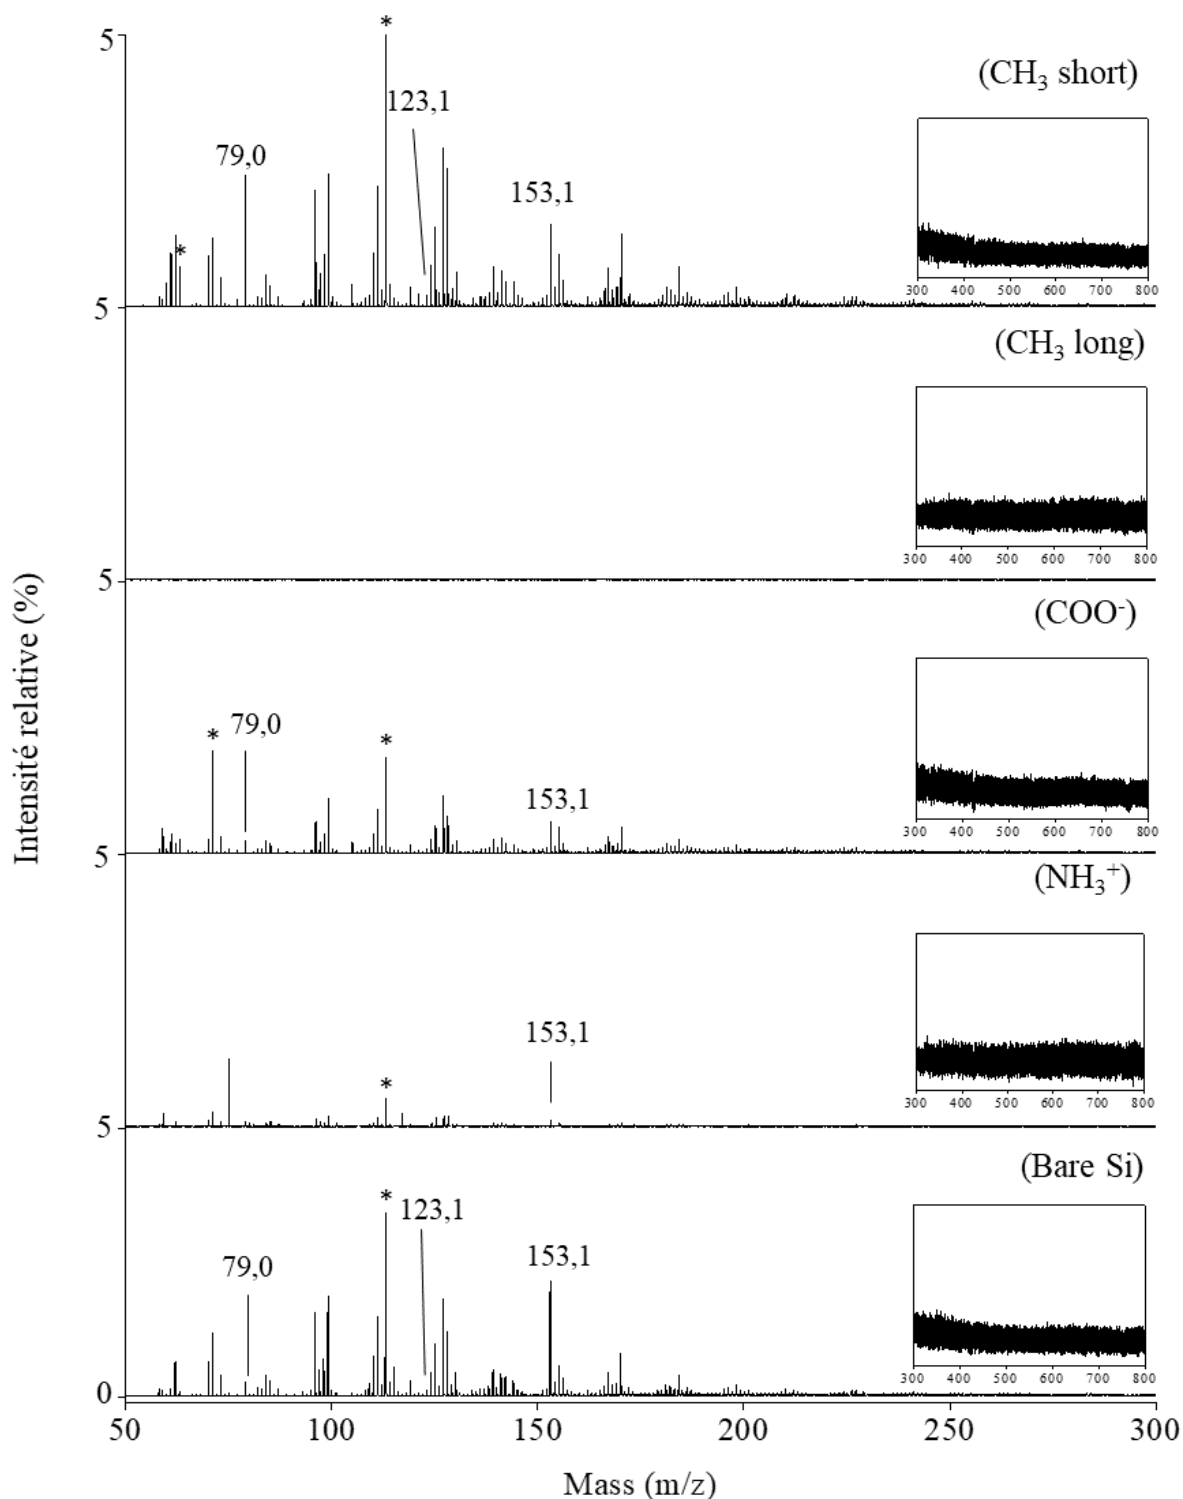 5
*
(CH₃ short)
123,1
79,0
153,1
*
300 400 500 600 700 800
5
(CH₃ long)
300 400 500 600 700 800
5
(COO⁻)
* 79,0
*
153,1
300 400 500 600 700 800
5
(NH₃⁺)
153,1
*
300 400 500 600 700 800
5
(Bare Si)
*
123,1
79,0
153,1
300 400 500 600 700 800
0
50 100 150 200 250 300
Mass (m/z)
Intensité relative (%)